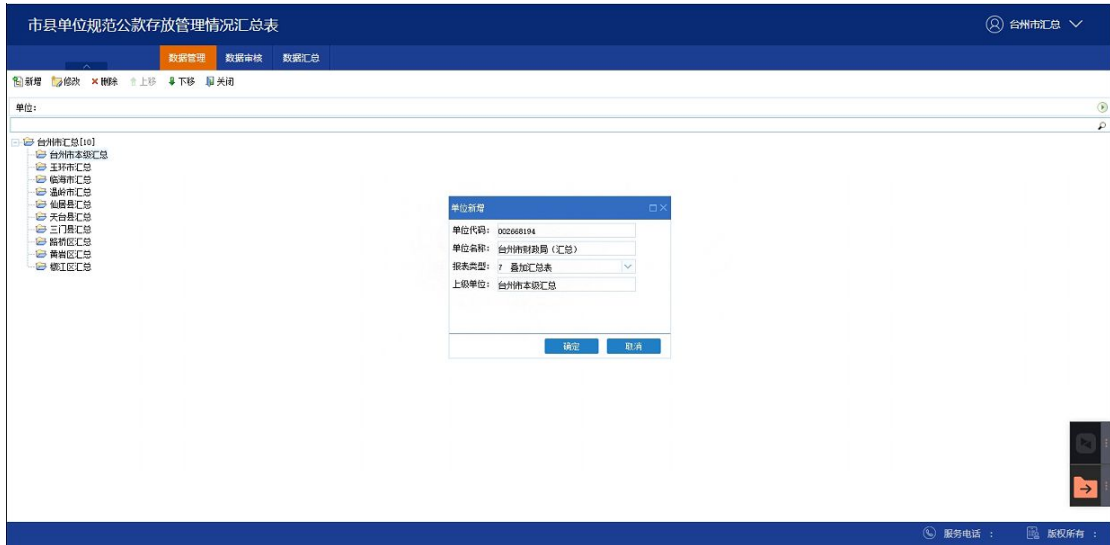 市县单位规范公款存放管理情况汇总表
台州市汇总
数据管理 数据审核 数据汇总
新增 修改 删除 上移 下移 关闭
单位:
台州市汇总[10]
台州市本级汇总
玉环市汇总
临海市汇总
温岭市汇总
仙居县汇总
天台县汇总
三门县汇总
路桥区汇总
黄岩区汇总
椒江区汇总
单位新增
单位代码: 002668194
单位名称: 台州市财政局(汇总)
报表类型: 7 叠加汇总表
上级单位: 台州市本级汇总
确定 取消
服务电话 : 版权所有 :